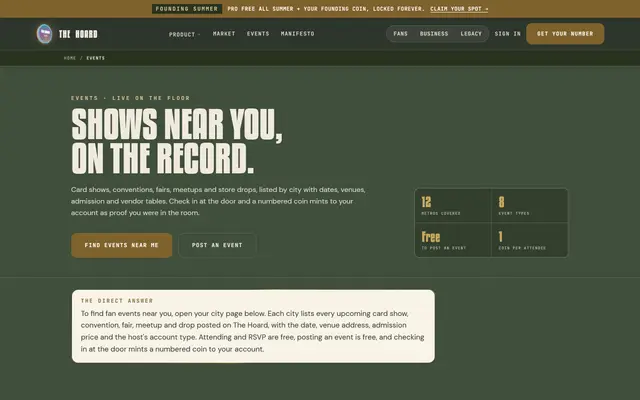 FOUNDING SUMMER PRO FREE ALL SUMMER + YOUR FOUNDING COIN, LOCKED FOREVER. CLAIM YOUR SPOT →
THE HOARD PRODUCT MARKET EVENTS MANIFESTO FANS BUSINESS LEGACY SIGN IN GET YOUR NUMBER
HOME / EVENTS
EVENTS · LIVE ON THE FLOOR
SHOWS NEAR YOU,
ON THE RECORD.
Card shows, conventions, fairs, meetups and store drops, listed by city with dates, venues,
admission and vendor tables. Check in at the door and a numbered coin mints to your
account as proof you were in the room.
FIND EVENTS NEAR ME POST AN EVENT
12 8
METROS COVERED EVENT TYPES
Free 1
TO POST AN EVENT COIN PER ATTENDEE
THE DIRECT ANSWER
To find fan events near you, open your city page below. Each city lists every upcoming card show,
convention, fair, meetup and drop posted on The Hoard, with the date, venue address, admission
price and the host's account type. Attending and RSVP are free, posting an event is free, and checking
in at the door mints a numbered coin to your account.